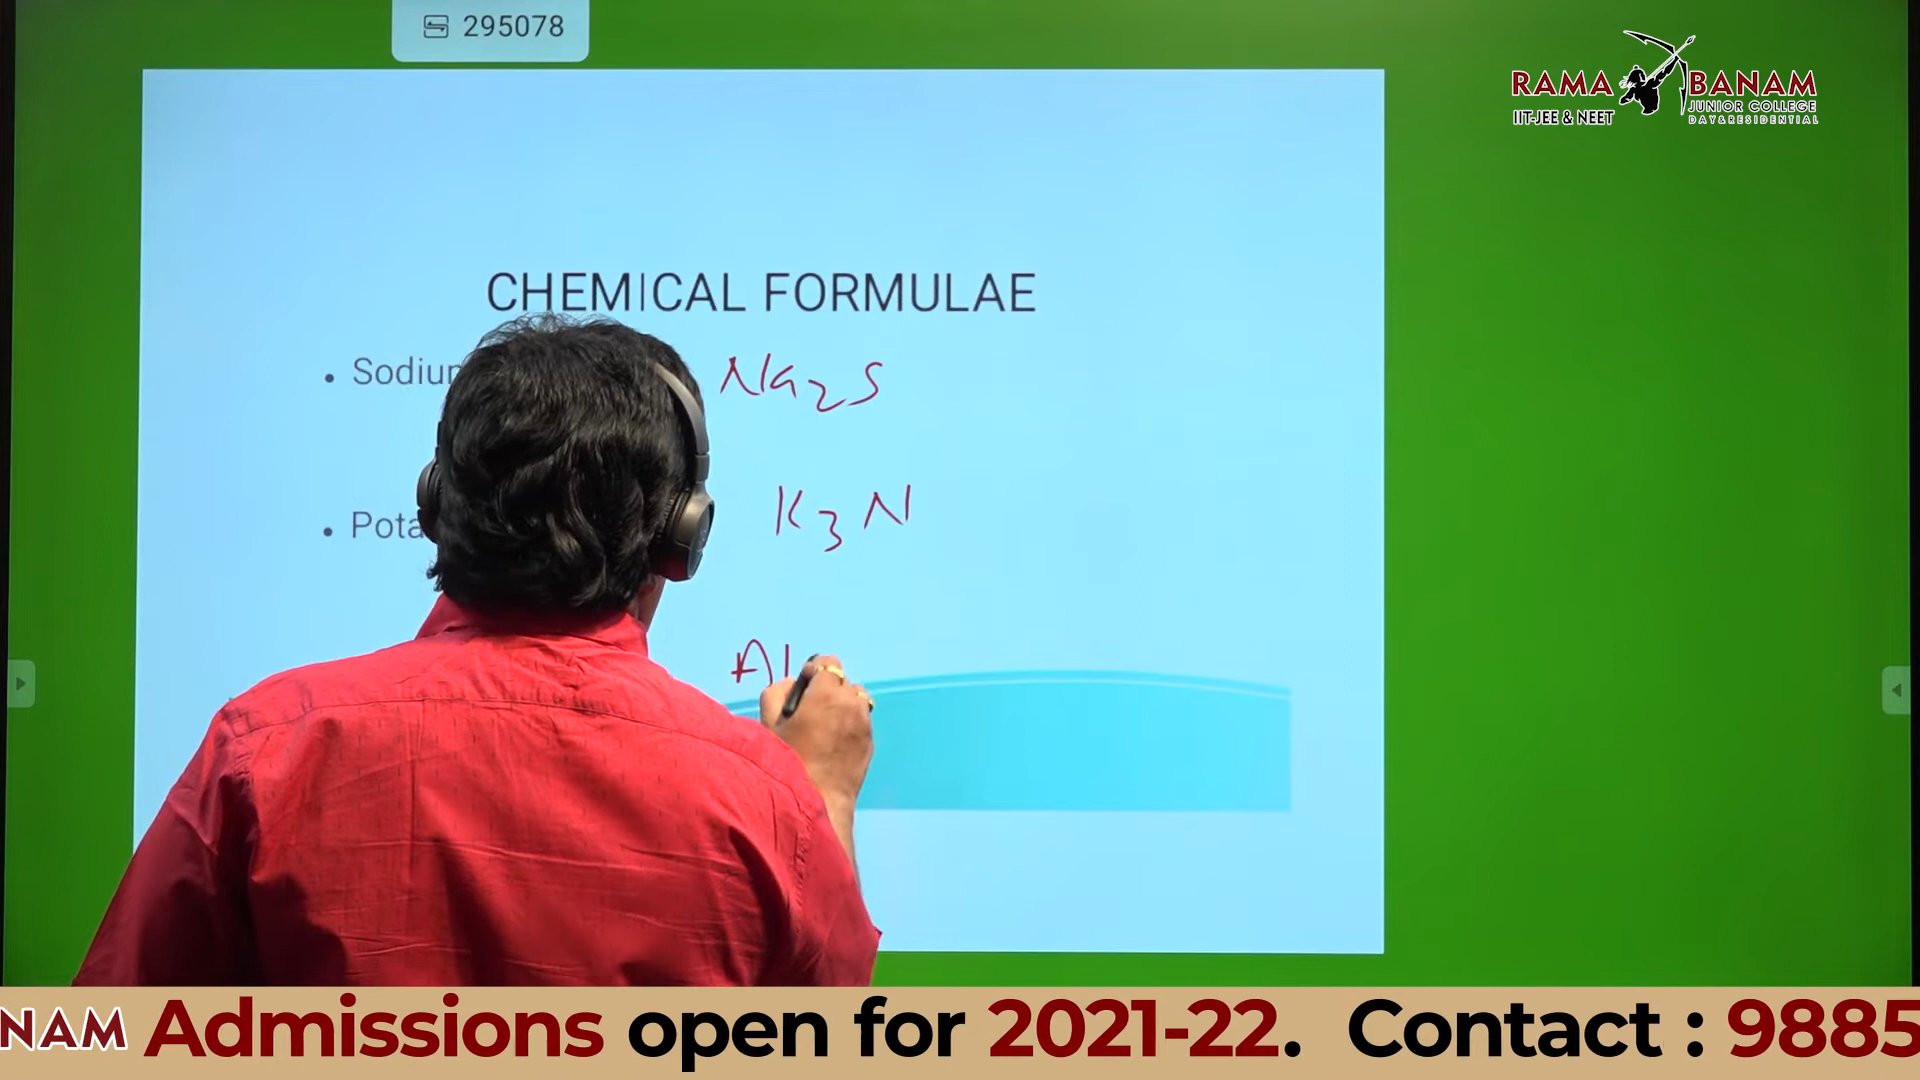 295078
RAMA BANAM
IIT-JEE & NEET
JUNIOR COLLEGE
DAY&RESIDENTIAL
CHEMICAL FORMULAE
• Sodiu Na2S
• Pota K3N
Al
NAM Admissions open for 2021-22. Contact : 9885